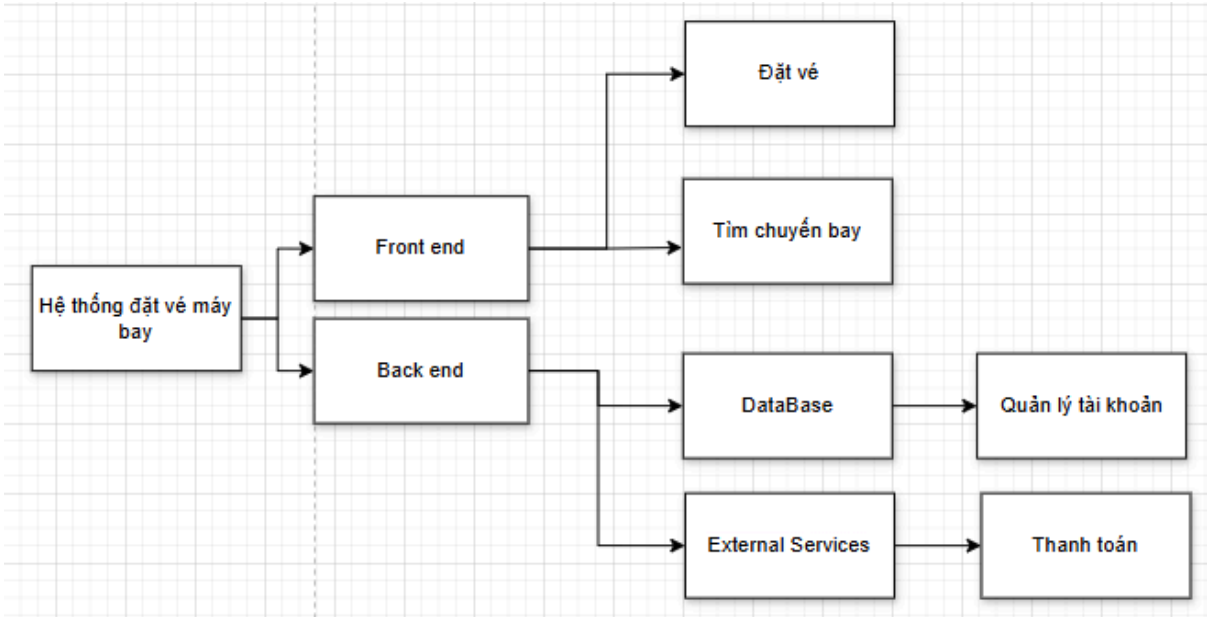 Đặt vé
Tìm chuyến bay
Front end
Hệ thống đặt vé máy
bay
Back end
DataBase
Quản lý tài khoản
External Services
Thanh toán